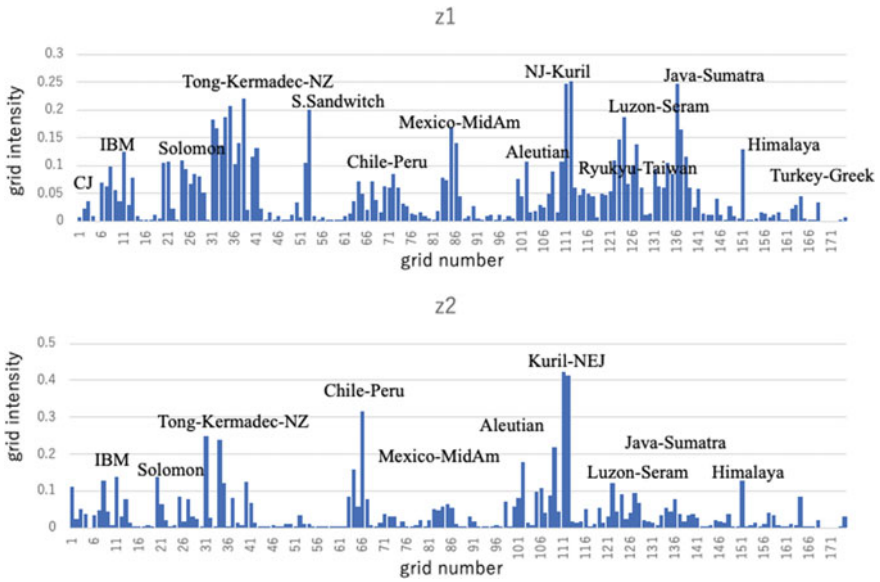 z1
grid intensity
0.3
0.25
0.2
0.15
0.1
0.05
0
CJ
IBM
Solomon
Tong-Kermadec-NZ
S.Sandwitch
Chile-Peru
Mexico-MidAm
Aleutian
NJ-Kuril
Ryukyu-Taiwan
Luzon-Seram
Java-Sumatra
Himalaya
Turkey-Greek
1 6 11 16 21 26 31 36 41 46 51 56 61 66 71 76 81 86 91 96 101 106 111 116 121 126 131 136 141 146 151 156 161 166 171
grid number
z2
grid intensity
0.5
0.4
0.3
0.2
0.1
0
IBM
Solomon
Tong-Kermadec-NZ
Chile-Peru
Mexico-MidAm
Aleutian
Kuril-NEJ
Luzon-Seram
Java-Sumatra
Himalaya
1 6 11 16 21 26 31 36 41 46 51 56 61 66 71 76 81 86 91 96 101 106 111 116 121 126 131 136 141 146 151 156 161 166 171
grid number